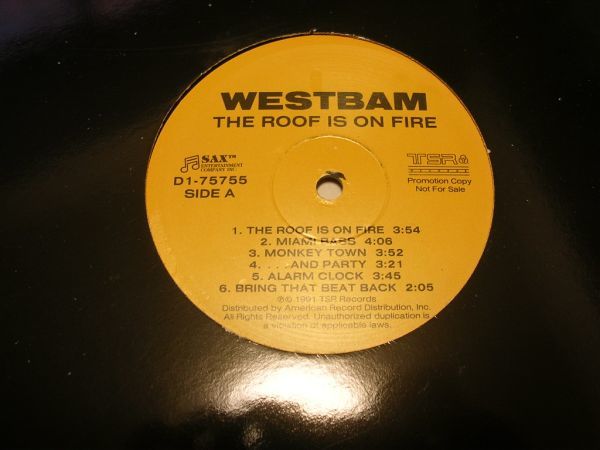 WESTBAM
THE ROOF IS ON FIRE
SAX™
ENTERTAINMENT
COMPANY INC.
D1-75755
SIDE A
TSR
Promotion Copy
Not For Sale
1. THE ROOF IS ON FIRE 3:54
2. MIAMI BASS 4:06
3. MONKEY TOWN 3:52
4. . . . .AND PARTY 3:21
5. ALARM CLOCK 3:45
6. BRING THAT BEAT BACK 2:05
℗© 1991 TSR Records
Distributed by American Record Distribution, Inc.
All Rights Reserved. Unauthorized duplication is
a violation of applicable laws.